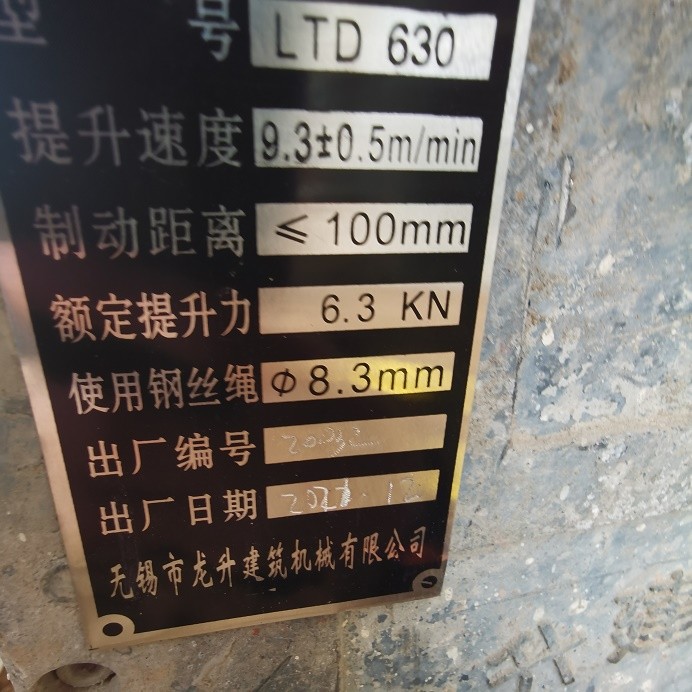 型号 LTD 630
提升速度 9.3±0.5m/min
制动距离 ≤ 100mm
额定提升力 6.3 KN
使用钢丝绳 Φ8.3mm
出厂编号
出厂日期
无锡市龙升建筑机械有限公司